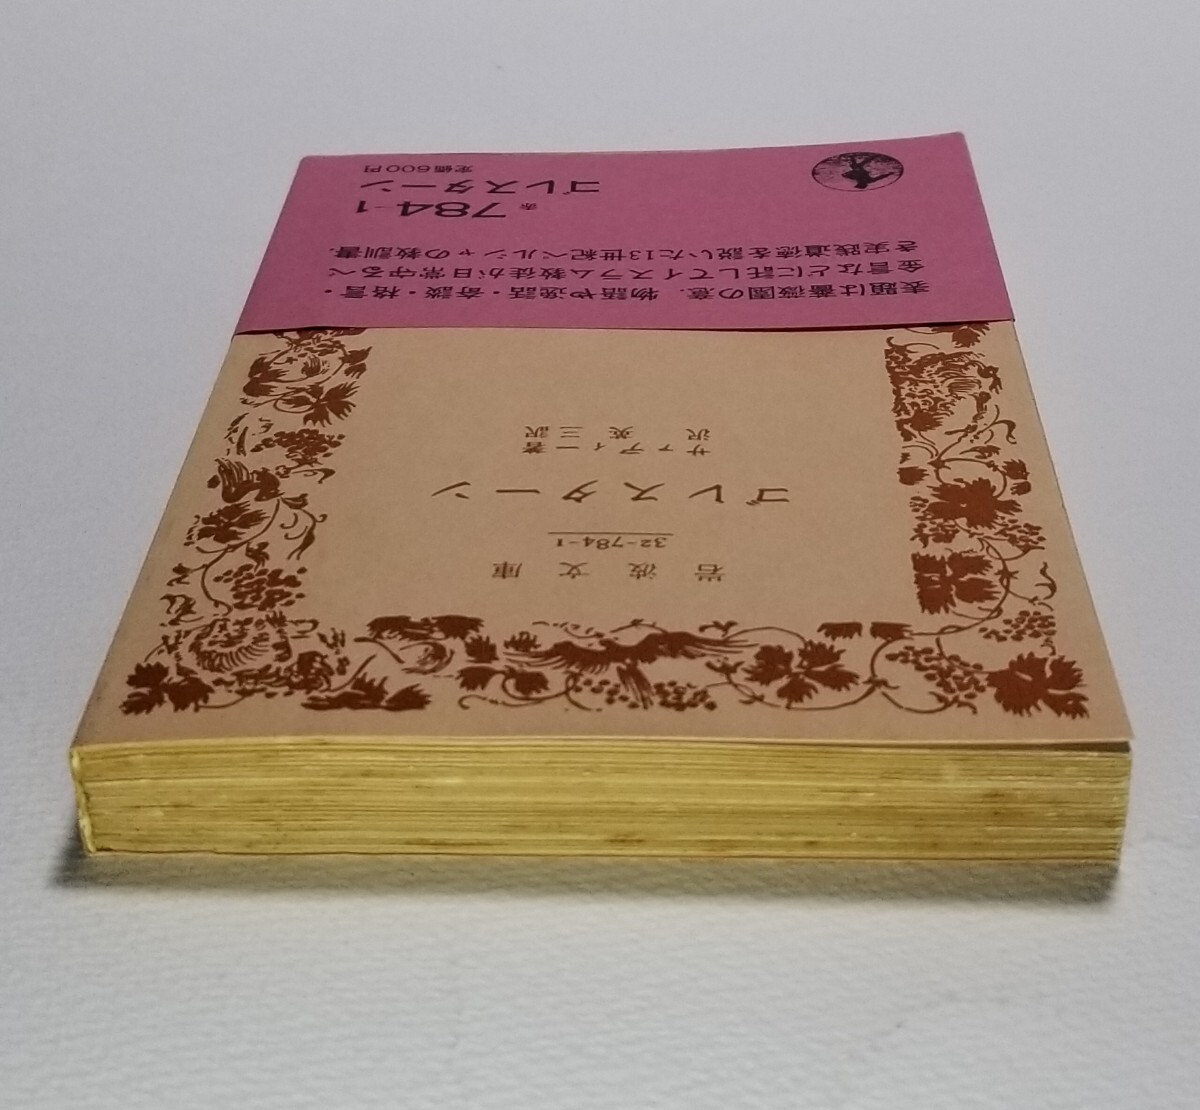 岩波文庫
32-784-1
ゴレスターン
サァディー著
沢英三訳
表題は薔薇園の意．物語や逸話・奇談・格言・
金言などに託してイスラム教徒が日常守るべ
き実践道徳を説いた13世紀ペルシャの教訓書．
赤784-1
ゴレスターン
定価600円